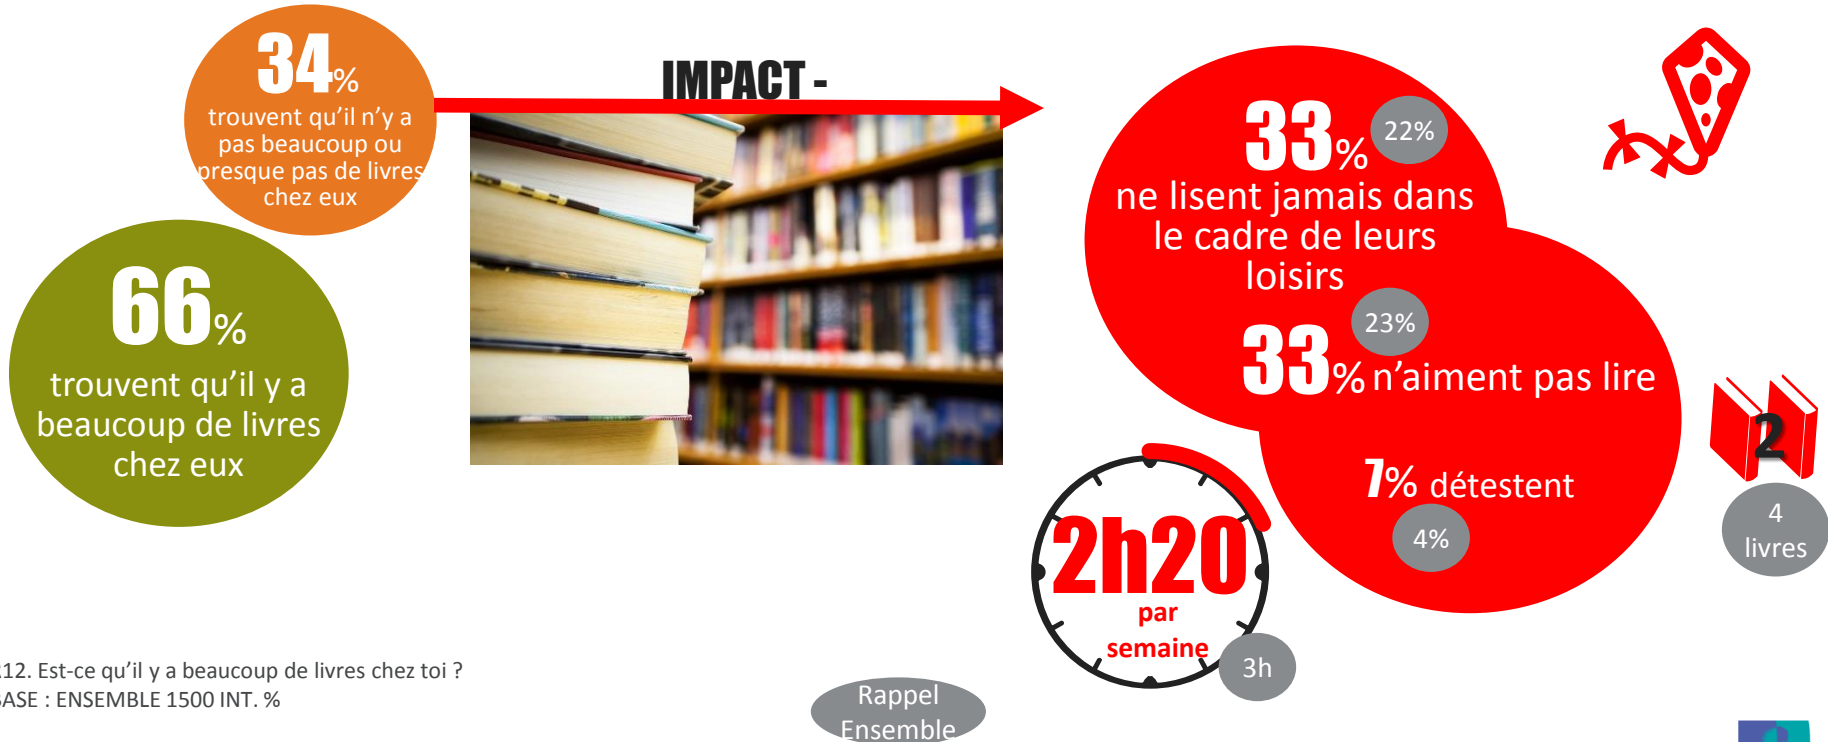 34%
trouvent qu'il n'y a
pas beaucoup ou
presque pas de livres
chez eux
66%
trouvent qu'il y a
beaucoup de livres
chez eux
IMPACT -
33% 22%
ne lisent jamais dans
le cadre de leurs
loisirs
23%
33% n'aiment pas lire
7% détestent
4%
2
4
livres
2h20
par
semaine
3h
12. Est-ce qu'il y a beaucoup de livres chez toi ?
BASE : ENSEMBLE 1500 INT. %
Rappel
Ensemble